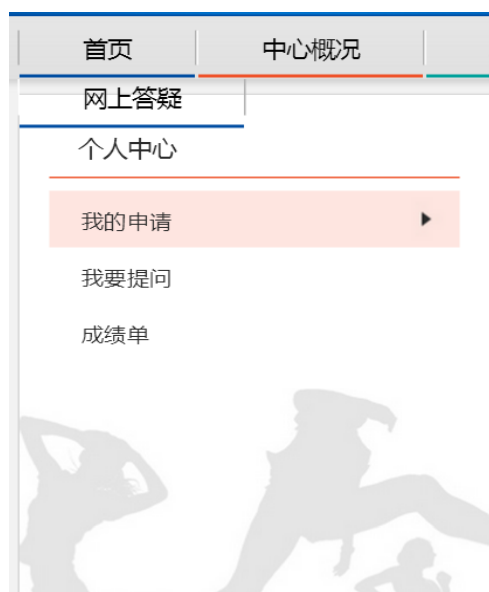 首页 中心概况
网上答疑
个人中心
我的申请
我要提问
成绩单